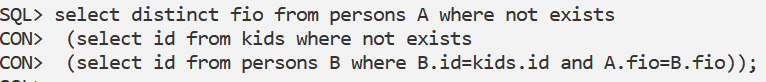 SQL> select distinct fio from persons A where not exists
CON>  (select id from kids where not exists
CON>  (select id from persons B where B.id=kids.id and A.fio=B.fio));